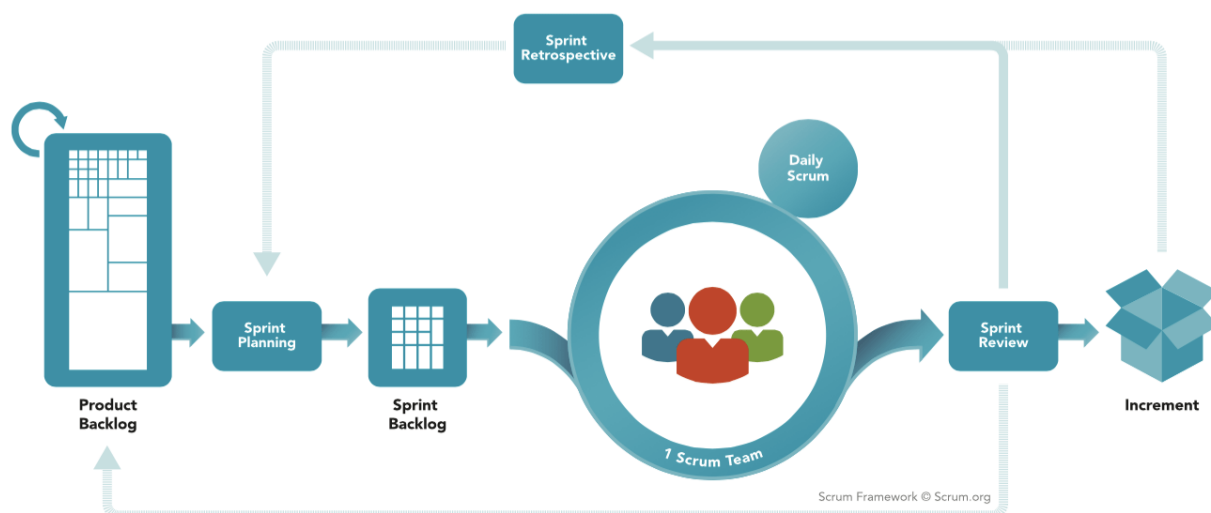 Sprint
Retrospective
Daily
Scrum
Sprint
Planning
Sprint
Review
Product
Backlog
Sprint
Backlog
Increment
1 Scrum Team
Scrum Framework © Scrum.org